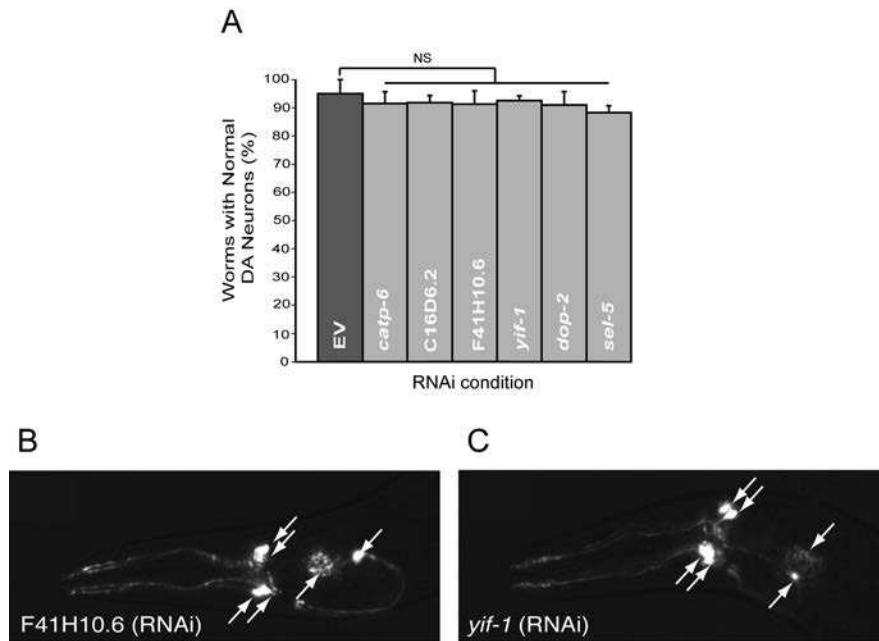 A
NS
100
90
80
70
60
50
40
30
20
10
0
Worms with Normal
DA Neurons (%)
EV
catp-6
C16D6.2
F41H10.6
yif-1
dop-2
sel-5
RNAi condition
B
F41H10.6 (RNAi)
C
yif-1 (RNAi)